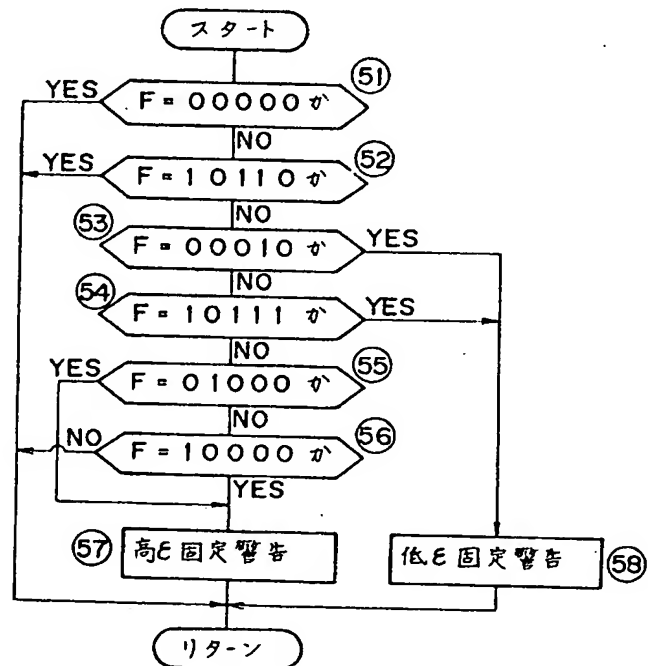 スタート
51
YES
F=00000か
NO
52
YES
F=10110か
NO
53
F=00010か
YES
NO
54
F=10111か
YES
NO
55
YES
F=01000か
NO
56
NO
F=10000か
YES
57
高ε固定警告
低ε固定警告
58
リターン